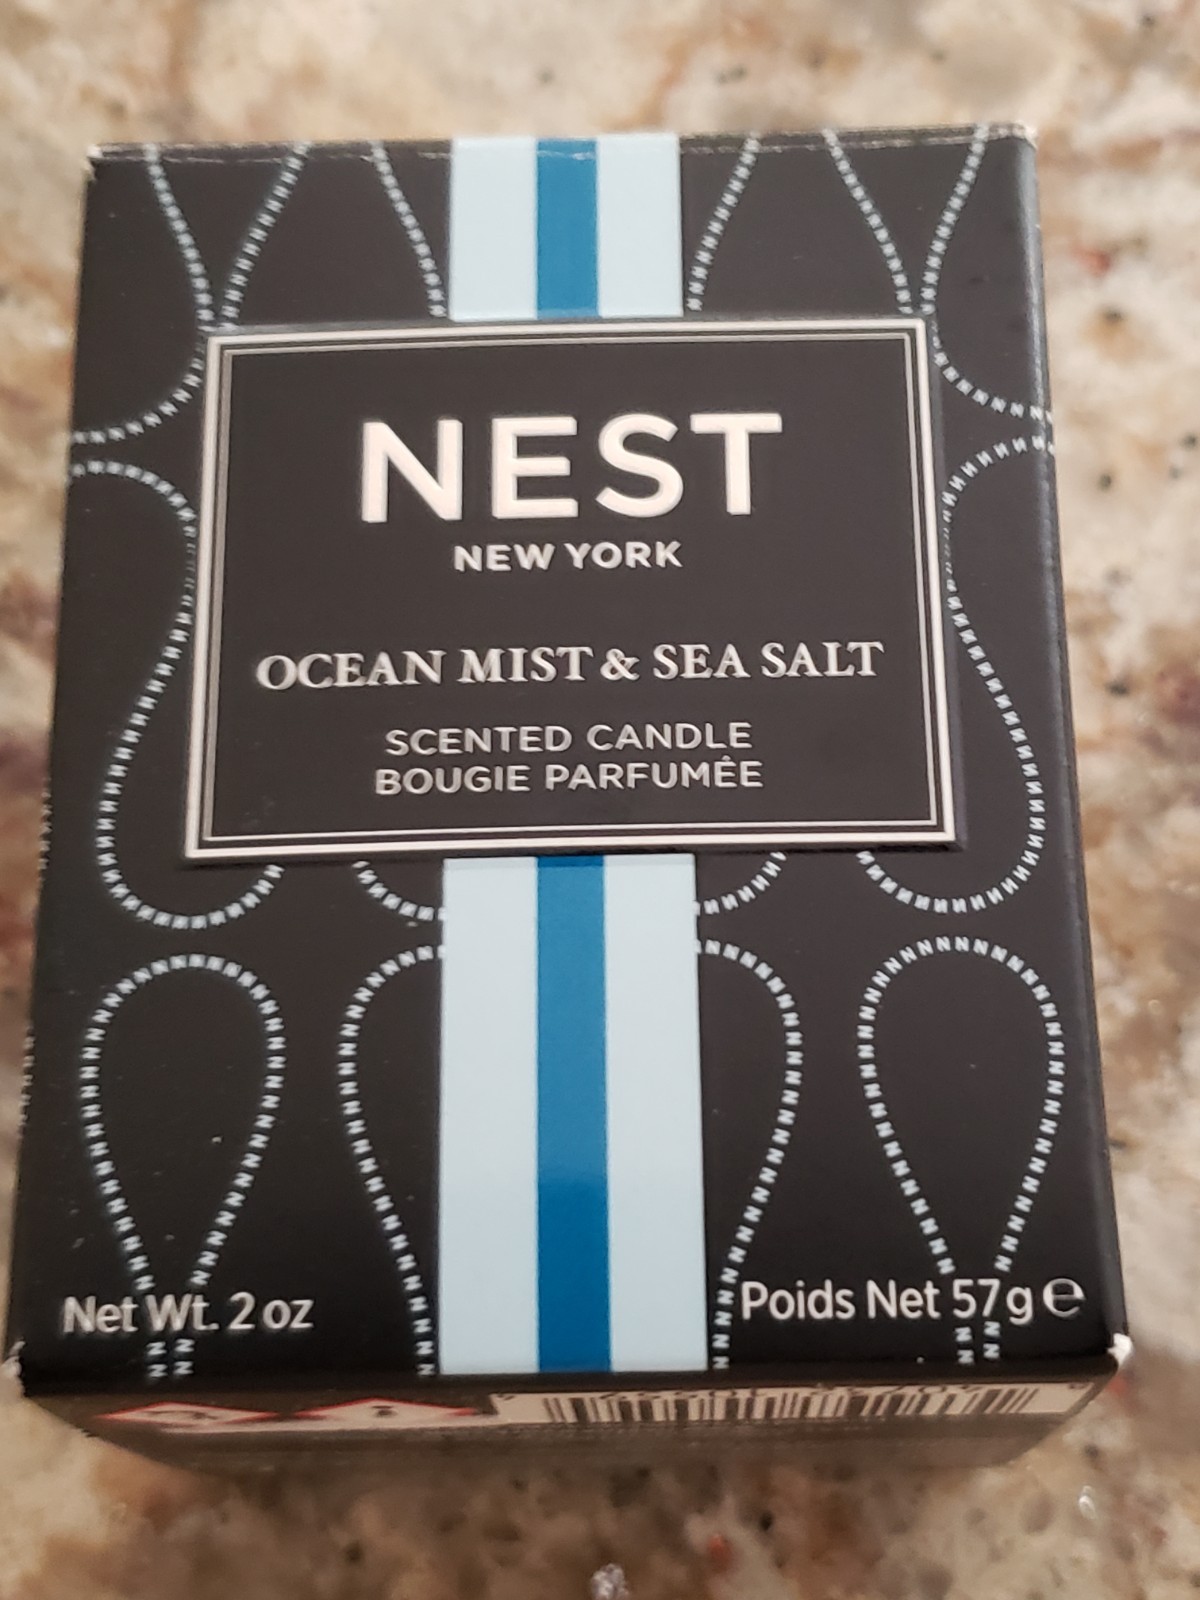 NEST
NEW YORK
OCEAN MIST & SEA SALT
SCENTED CANDLE
BOUGIE PARFUMÉE
Net Wt. 2 oz
Poids Net 57g ℮